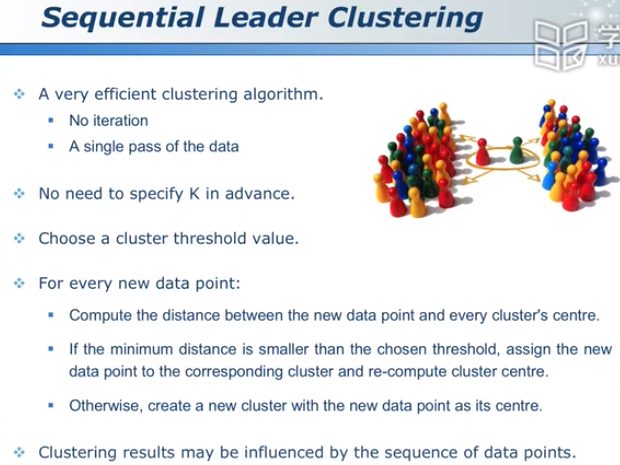 Sequential Leader Clustering
学
xu
A very efficient clustering algorithm.
No iteration
A single pass of the data
No need to specify K in advance.
Choose a cluster threshold value.
For every new data point:
Compute the distance between the new data point and every cluster's centre.
If the minimum distance is smaller than the chosen threshold, assign the new
data point to the corresponding cluster and re-compute cluster centre.
Otherwise, create a new cluster with the new data point as its centre.
Clustering results may be influenced by the sequence of data points.